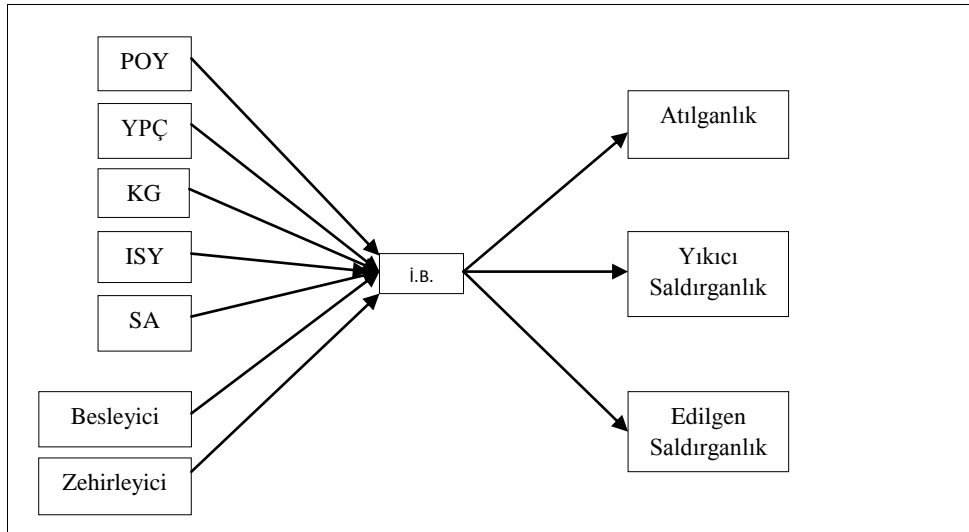 POY
YPÇ
KG
ISY
SA
Besleyici
Zehirleyici
İ.B.
Atılganlık
Yıkıcı
Saldırganlık
Edilgen
Saldırganlık